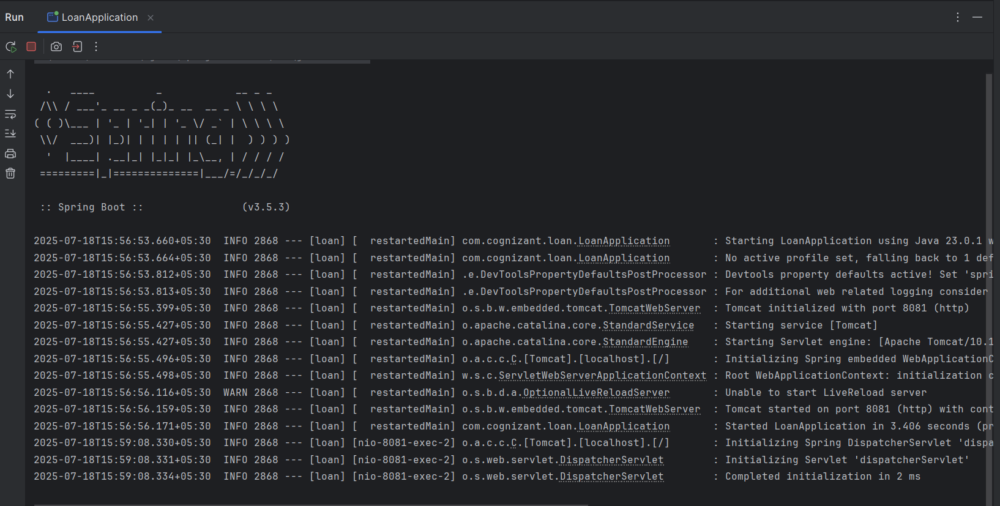 Run LoanApplication
  .   ____          _            __ _ _
 /\\ / ___'_ __ _ _(_)_ __  __ _ \ \ \ \
( ( )\___ | '_ | '_| | '_ \/ _` | \ \ \ \
 \\/  ___)| |_)| | | | | || (_| |  ) ) ) )
  '  |____| .__|_| |_|_| |_\__, | / / / /
 =========|_|==============|___/=/_/_/_/
 :: Spring Boot ::                (v3.5.3)
2025-07-18T15:56:53.660+05:30  INFO 2868 --- [loan] [  restartedMain] com.cognizant.loan.LoanApplication       : Starting LoanApplication using Java 23.0.1 w
2025-07-18T15:56:53.664+05:30  INFO 2868 --- [loan] [  restartedMain] com.cognizant.loan.LoanApplication       : No active profile set, falling back to 1 def
2025-07-18T15:56:53.812+05:30  INFO 2868 --- [loan] [  restartedMain] .e.DevToolsPropertyDefaultsPostProcessor : Devtools property defaults active! Set 'spri
2025-07-18T15:56:53.813+05:30  INFO 2868 --- [loan] [  restartedMain] .e.DevToolsPropertyDefaultsPostProcessor : For additional web related logging consider
2025-07-18T15:56:55.399+05:30  INFO 2868 --- [loan] [  restartedMain] o.s.b.w.embedded.tomcat.TomcatWebServer  : Tomcat initialized with port 8081 (http)
2025-07-18T15:56:55.427+05:30  INFO 2868 --- [loan] [  restartedMain] o.apache.catalina.core.StandardService   : Starting service [Tomcat]
2025-07-18T15:56:55.427+05:30  INFO 2868 --- [loan] [  restartedMain] o.apache.catalina.core.StandardEngine    : Starting Servlet engine: [Apache Tomcat/10.1
2025-07-18T15:56:55.496+05:30  INFO 2868 --- [loan] [  restartedMain] o.a.c.c.C.[Tomcat].[localhost].[/]       : Initializing Spring embedded WebApplicationC
2025-07-18T15:56:55.498+05:30  INFO 2868 --- [loan] [  restartedMain] w.s.c.ServletWebServerApplicationContext : Root WebApplicationContext: initialization c
2025-07-18T15:56:56.116+05:30  WARN 2868 --- [loan] [  restartedMain] o.s.b.d.a.OptionalLiveReloadServer       : Unable to start LiveReload server
2025-07-18T15:56:56.159+05:30  INFO 2868 --- [loan] [  restartedMain] o.s.b.w.embedded.tomcat.TomcatWebServer  : Tomcat started on port 8081 (http) with cont
2025-07-18T15:56:56.171+05:30  INFO 2868 --- [loan] [  restartedMain] com.cognizant.loan.LoanApplication       : Started LoanApplication in 3.406 seconds (pr
2025-07-18T15:59:08.330+05:30  INFO 2868 --- [loan] [nio-8081-exec-2] o.a.c.c.C.[Tomcat].[localhost].[/]       : Initializing Spring DispatcherServlet 'dispa
2025-07-18T15:59:08.331+05:30  INFO 2868 --- [loan] [nio-8081-exec-2] o.s.web.servlet.DispatcherServlet        : Initializing Servlet 'dispatcherServlet'
2025-07-18T15:59:08.334+05:30  INFO 2868 --- [loan] [nio-8081-exec-2] o.s.web.servlet.DispatcherServlet        : Completed initialization in 2 ms